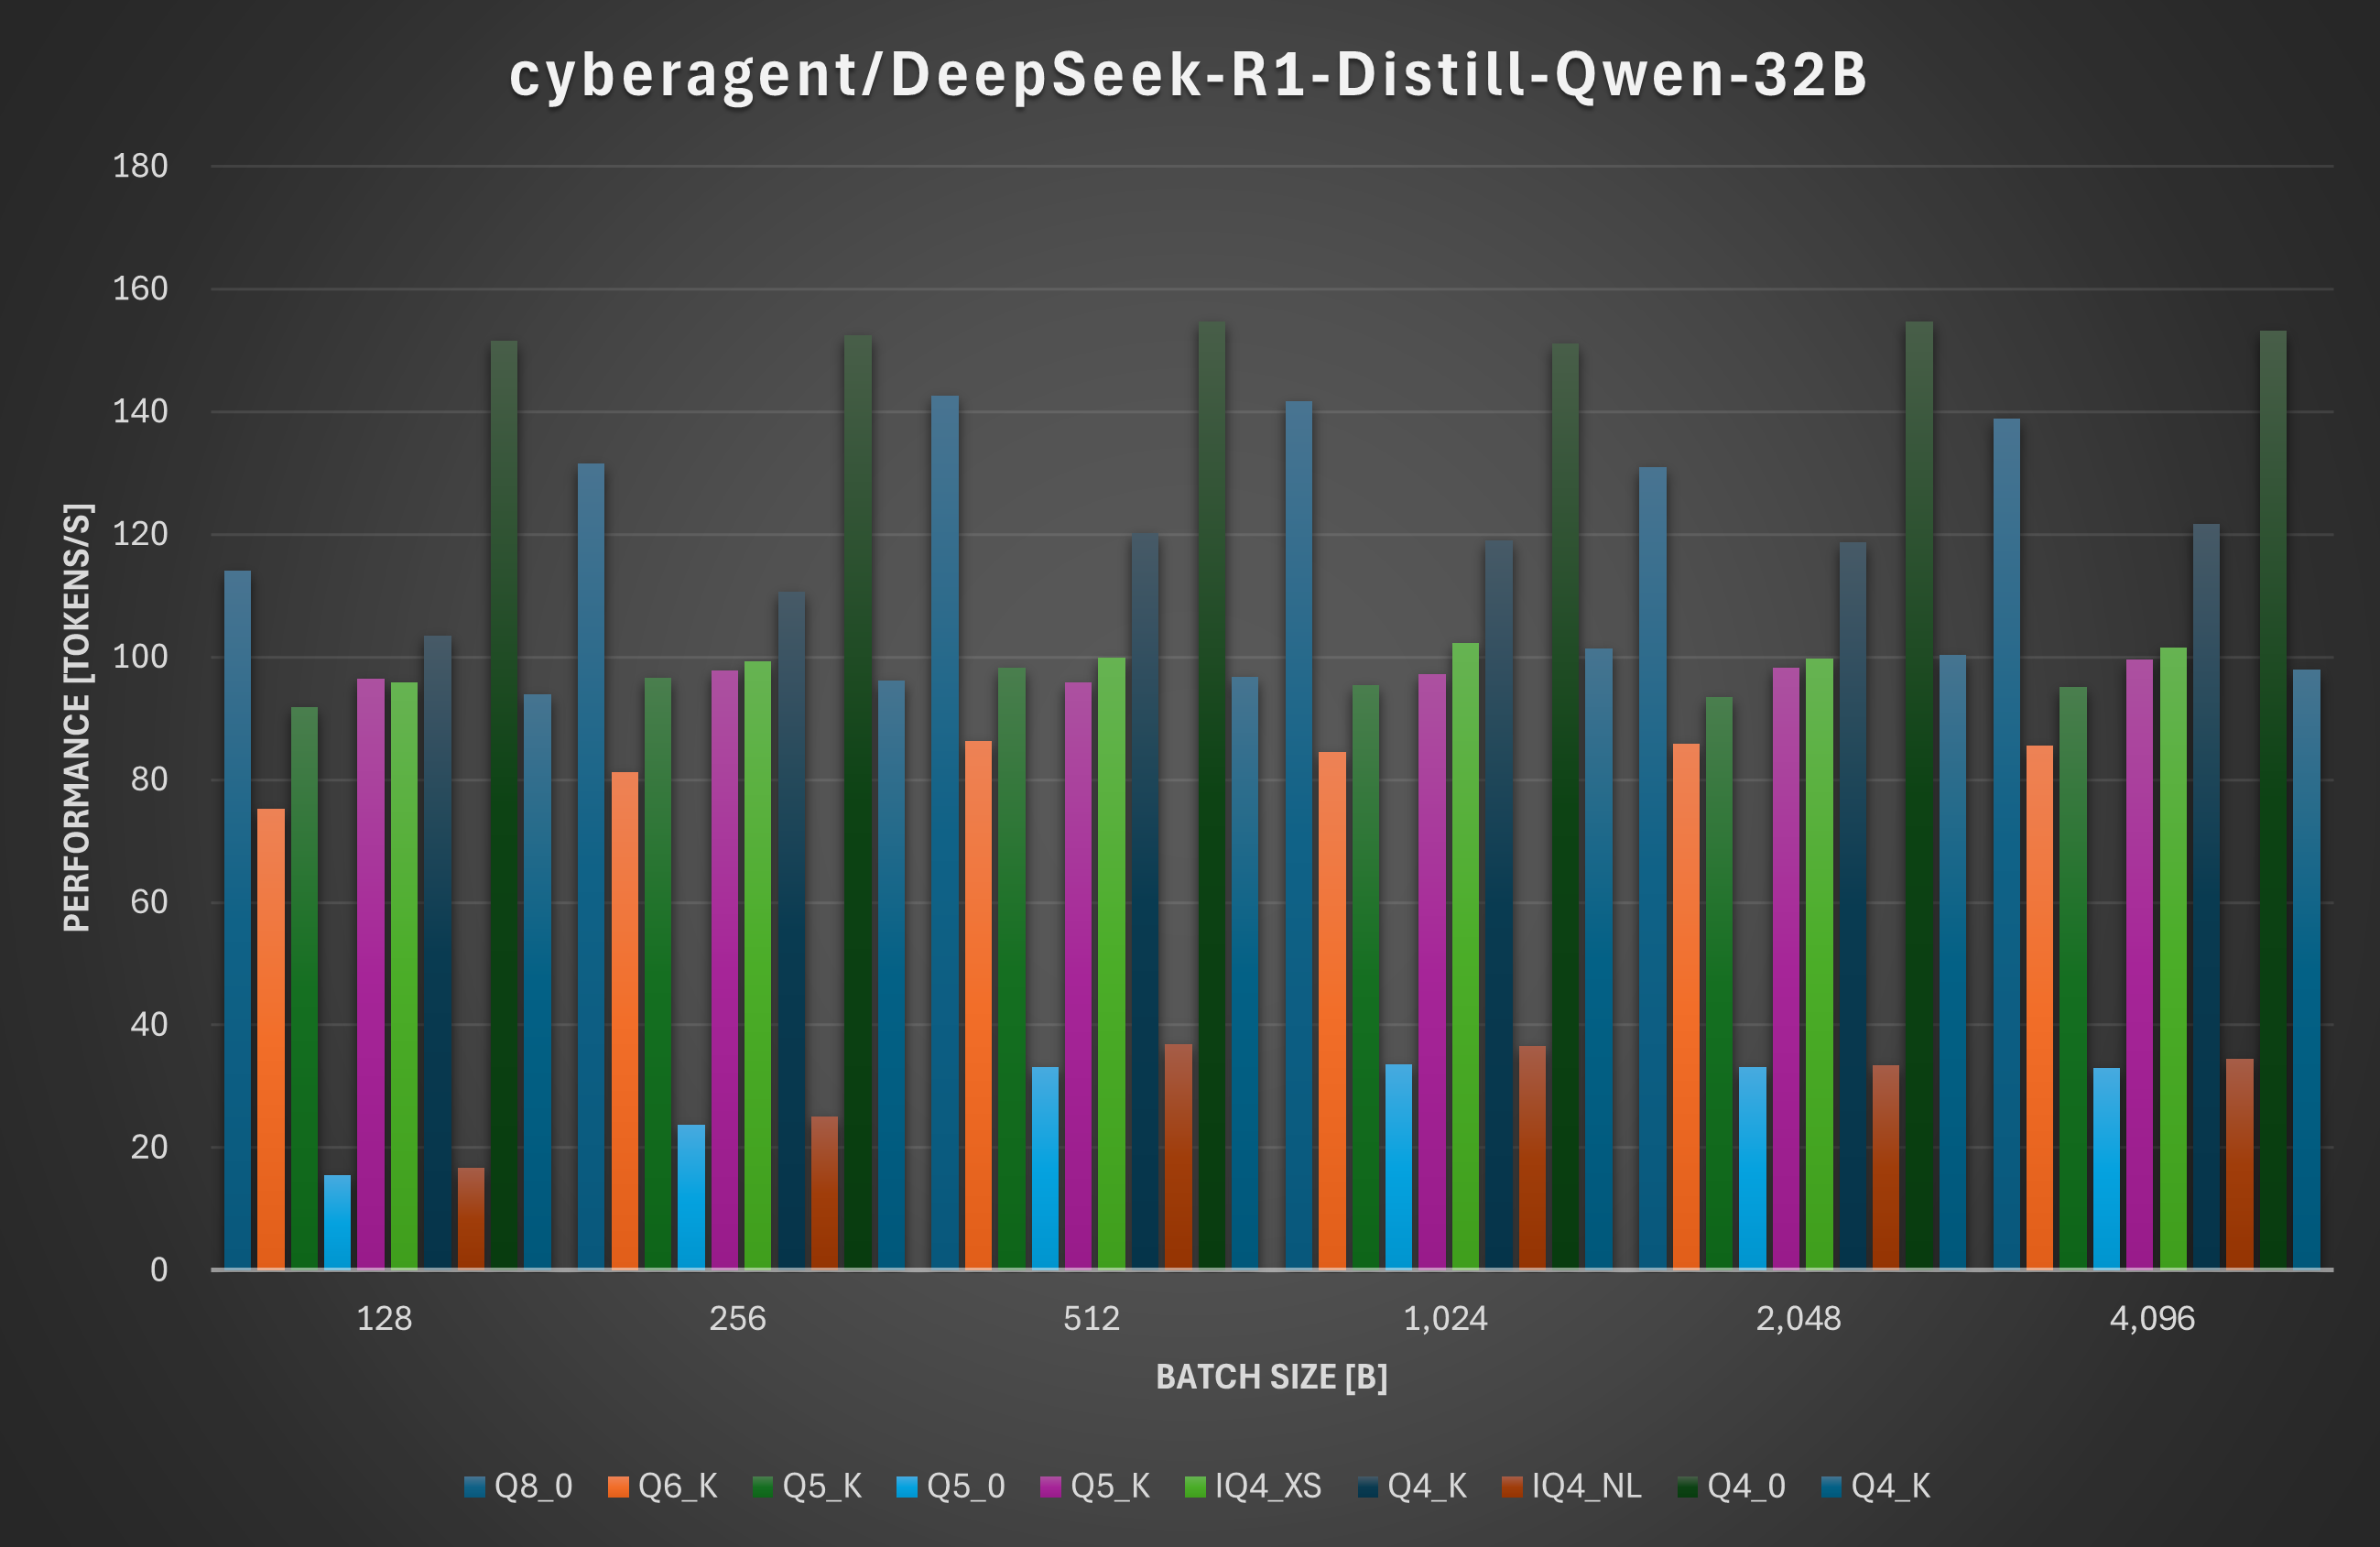 cyberagent/DeepSeek-R1-Distill-Qwen-32B
180
160
140
120
100
80
60
40
20
0
PERFORMANCE [TOKENS/S]
128 256 512 1,024 2,048 4,096
BATCH SIZE [B]
Q8_0 Q6_K Q5_K Q5_0 Q5_K IQ4_XS Q4_K IQ4_NL Q4_0 Q4_K